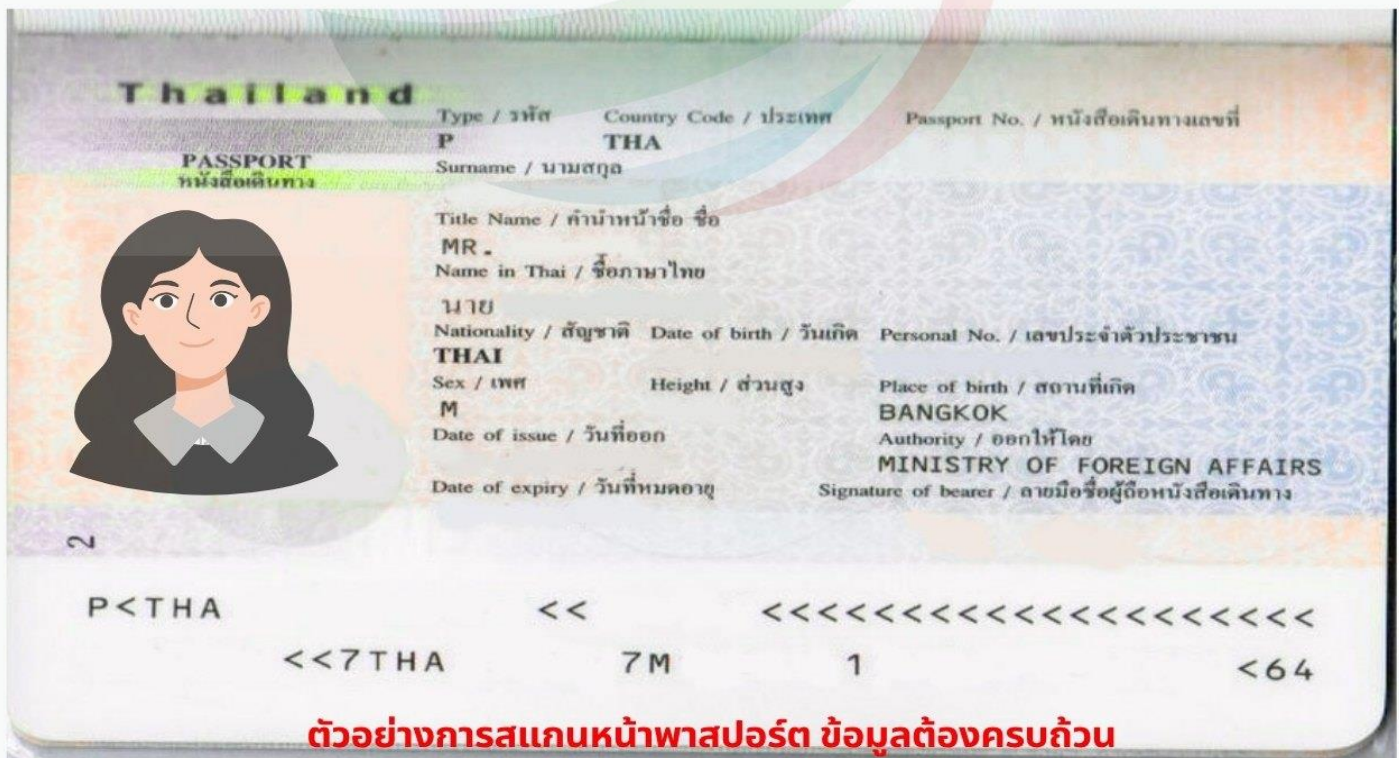 Thailand
PASSPORT
หนังสือเดินทาง
Type / รหัส Country Code / ประเทศ Passport No. / หนังสือเดินทางเลขที่
P THA
Surname / นามสกุล
Title Name / คำนำหน้าชื่อ ชื่อ
MR.
Name in Thai / ชื่อภาษาไทย
นาย
Nationality / สัญชาติ Date of birth / วันเกิด Personal No. / เลขประจำตัวประชาชน
THAI
Sex / เพศ Height / ส่วนสูง Place of birth / สถานที่เกิด
M BANGKOK
Date of issue / วันที่ออก Authority / ออกให้โดย
MINISTRY OF FOREIGN AFFAIRS
Date of expiry / วันที่หมดอายุ Signature of bearer / ลายมือชื่อผู้ถือหนังสือเดินทาง
2
P<THA << <<<<<<<<<<<<<<<<<<<<
<<7THA 7M 1 <64
ตัวอย่างการสแกนหน้าพาสปอร์ต ข้อมูลต้องครบถ้วน